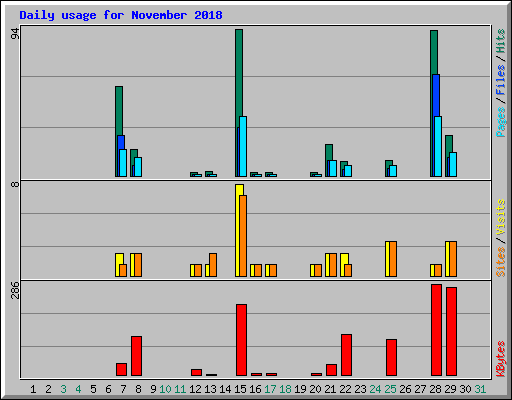 Daily usage for November 2018
94
Pages / Files / Hits
8
Sites / Visits
286
KBytes
1 2 3 4 5 6 7 8 9 10 11 12 13 14 15 16 17 18 19 20 21 22 23 24 25 26 27 28 29 30 31